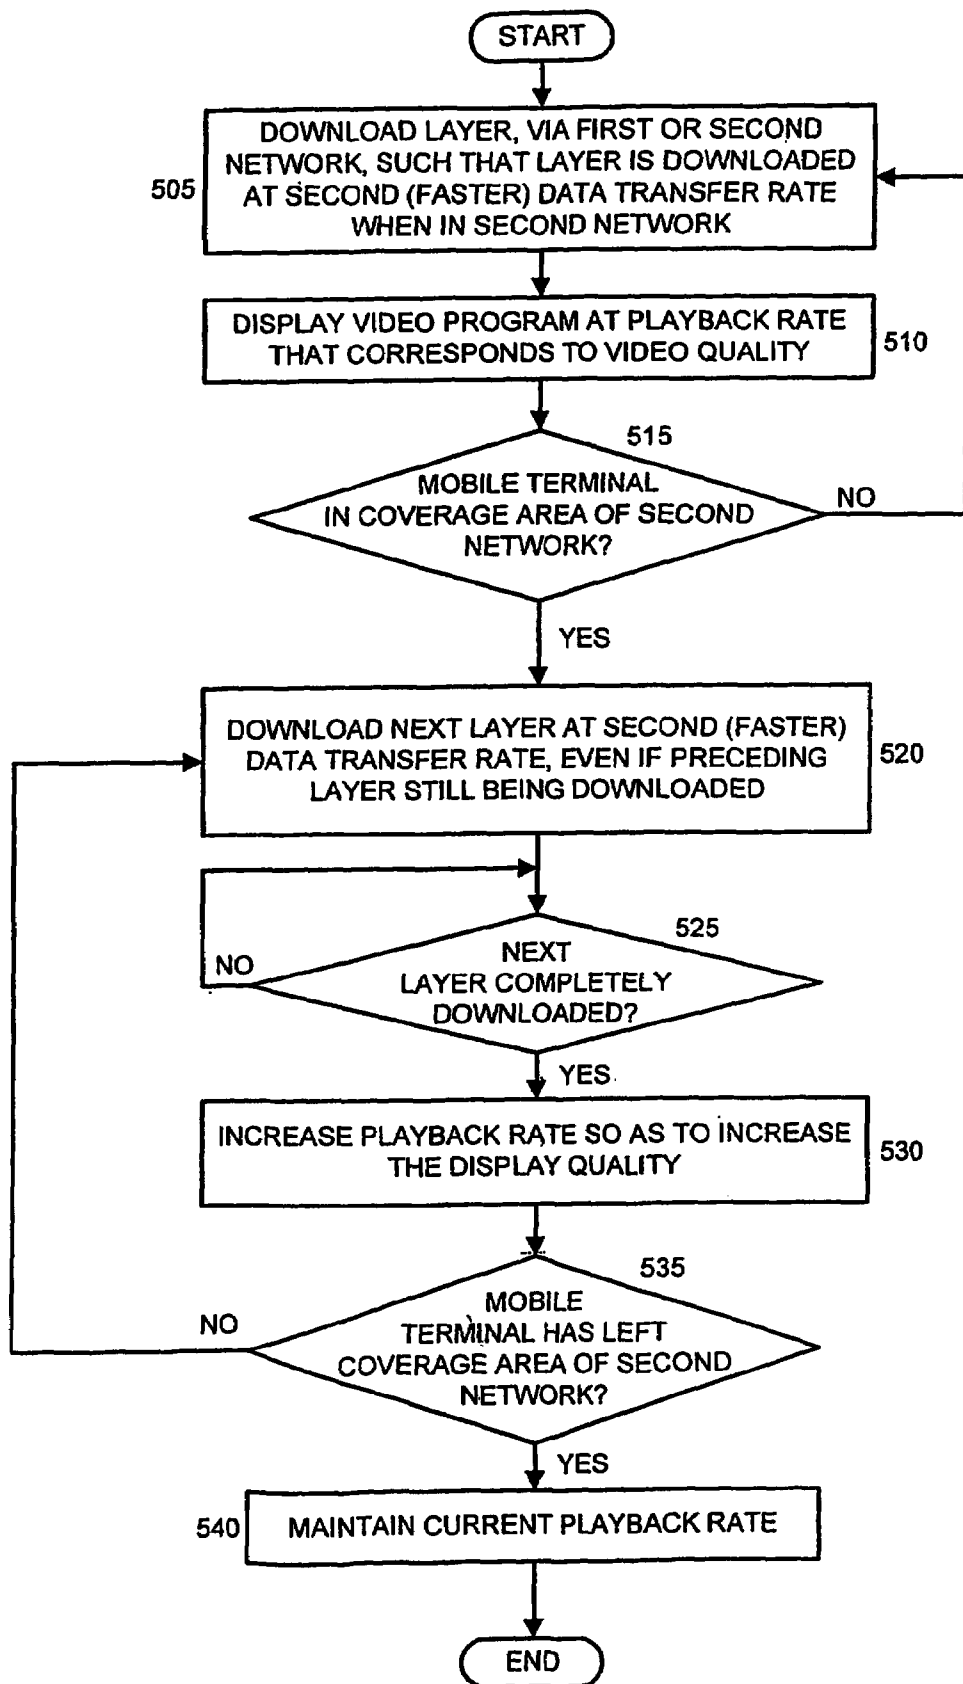 START
DOWNLOAD LAYER, VIA FIRST OR SECOND
NETWORK, SUCH THAT LAYER IS DOWNLOADED
AT SECOND (FASTER) DATA TRANSFER RATE
WHEN IN SECOND NETWORK
505
DISPLAY VIDEO PROGRAM AT PLAYBACK RATE
THAT CORRESPONDS TO VIDEO QUALITY
510
515
MOBILE TERMINAL
IN COVERAGE AREA OF SECOND
NETWORK?
NO
YES
DOWNLOAD NEXT LAYER AT SECOND (FASTER)
DATA TRANSFER RATE, EVEN IF PRECEDING
LAYER STILL BEING DOWNLOADED
520
525
NEXT
LAYER COMPLETELY
DOWNLOADED?
NO
YES
INCREASE PLAYBACK RATE SO AS TO INCREASE
THE DISPLAY QUALITY
530
535
MOBILE
TERMINAL HAS LEFT
COVERAGE AREA OF SECOND
NETWORK?
NO
YES
540
MAINTAIN CURRENT PLAYBACK RATE
END